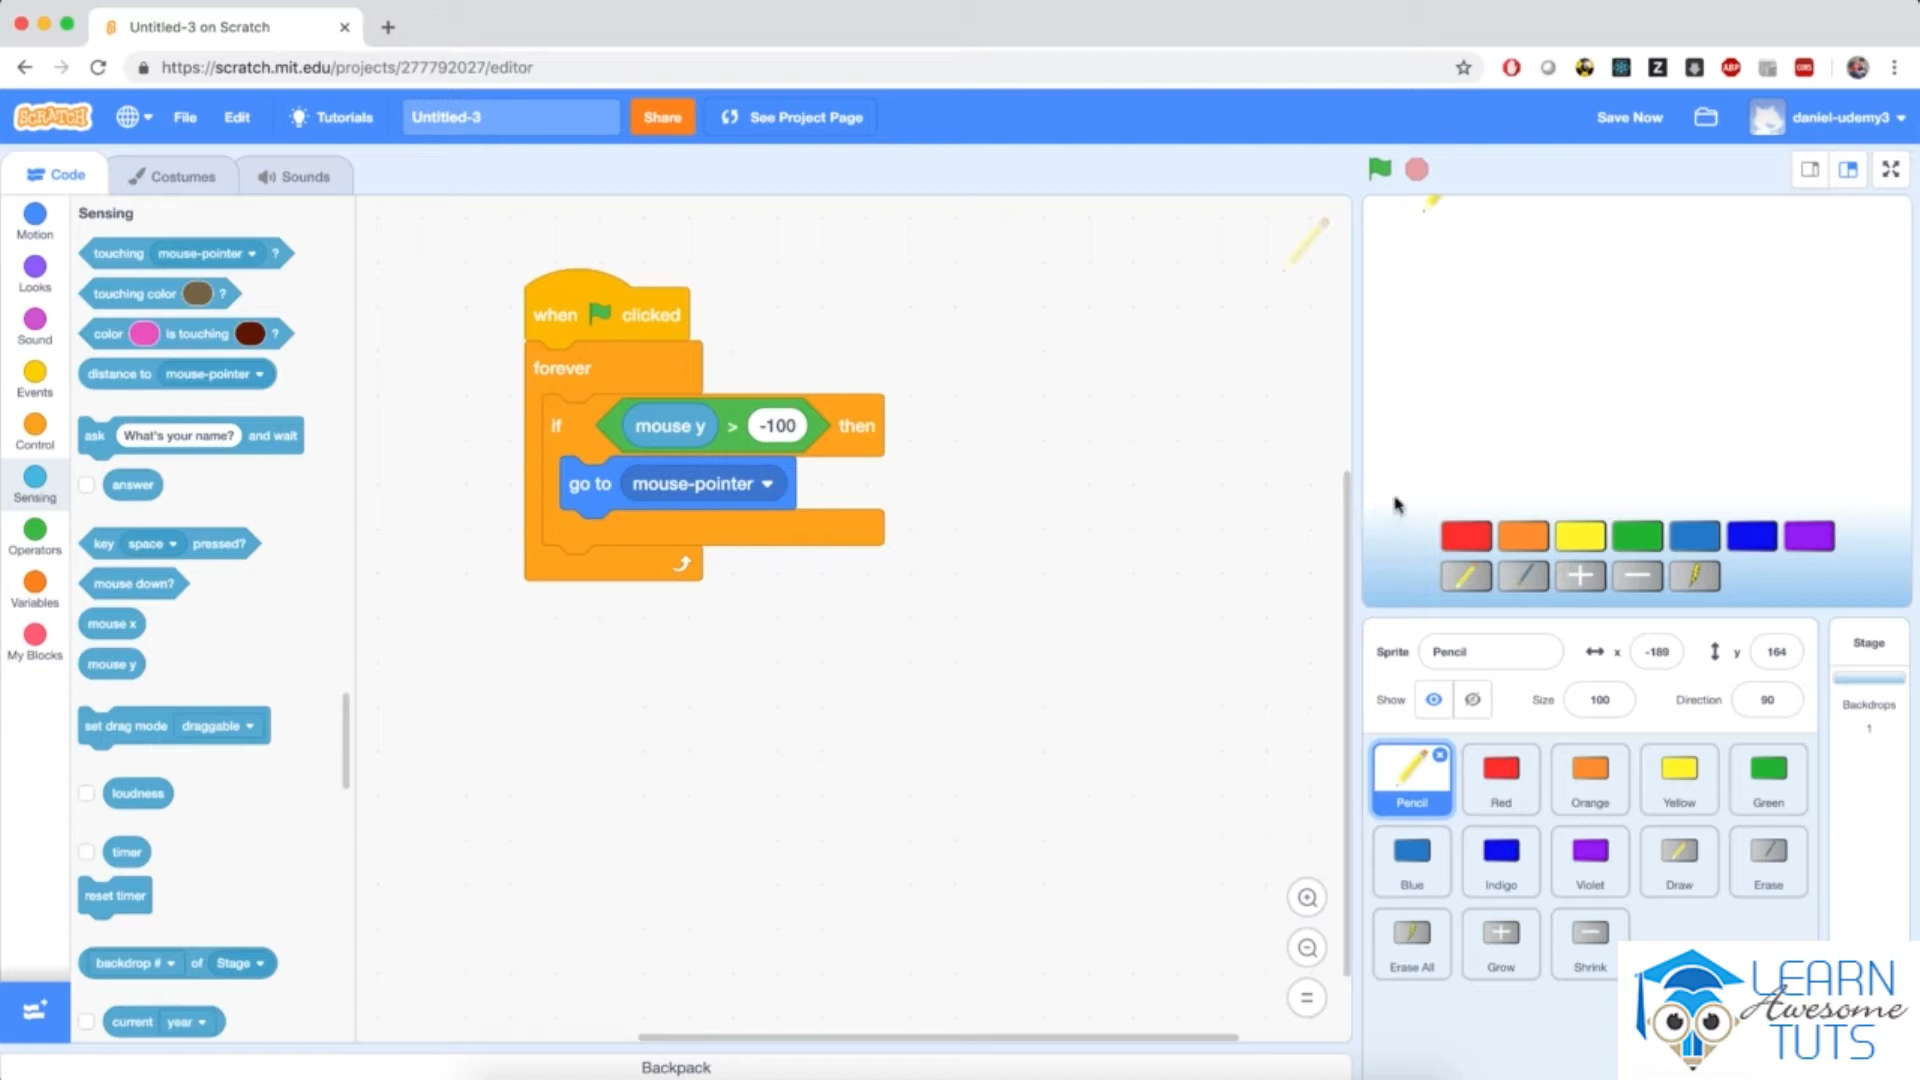 Untitled-3 on Scratch
https://scratch.mit.edu/projects/277792027/editor
Z
ABP
CORS
SCRATCH
File
Edit
Tutorials
Untitled-3
Share
See Project Page
Save Now
daniel-udemy3
Code
Costumes
Sounds
Motion
Looks
Sound
Events
Control
Sensing
Operators
Variables
My Blocks
Sensing
touching mouse-pointer ?
touching color ?
color is touching ?
distance to mouse-pointer
ask What's your name? and wait
answer
key space pressed?
mouse down?
mouse x
mouse y
set drag mode draggable
loudness
timer
reset timer
backdrop # of Stage
current year
when clicked
forever
if mouse y > -100 then
go to mouse-pointer
Backpack
Sprite Pencil x -189 y 164
Show Size 100 Direction 90
Pencil
Red
Orange
Yellow
Green
Blue
Indigo
Violet
Draw
Erase
Erase All
Grow
Shrink
Stage
Backdrops
1
LEARN
Awesome
TUTS